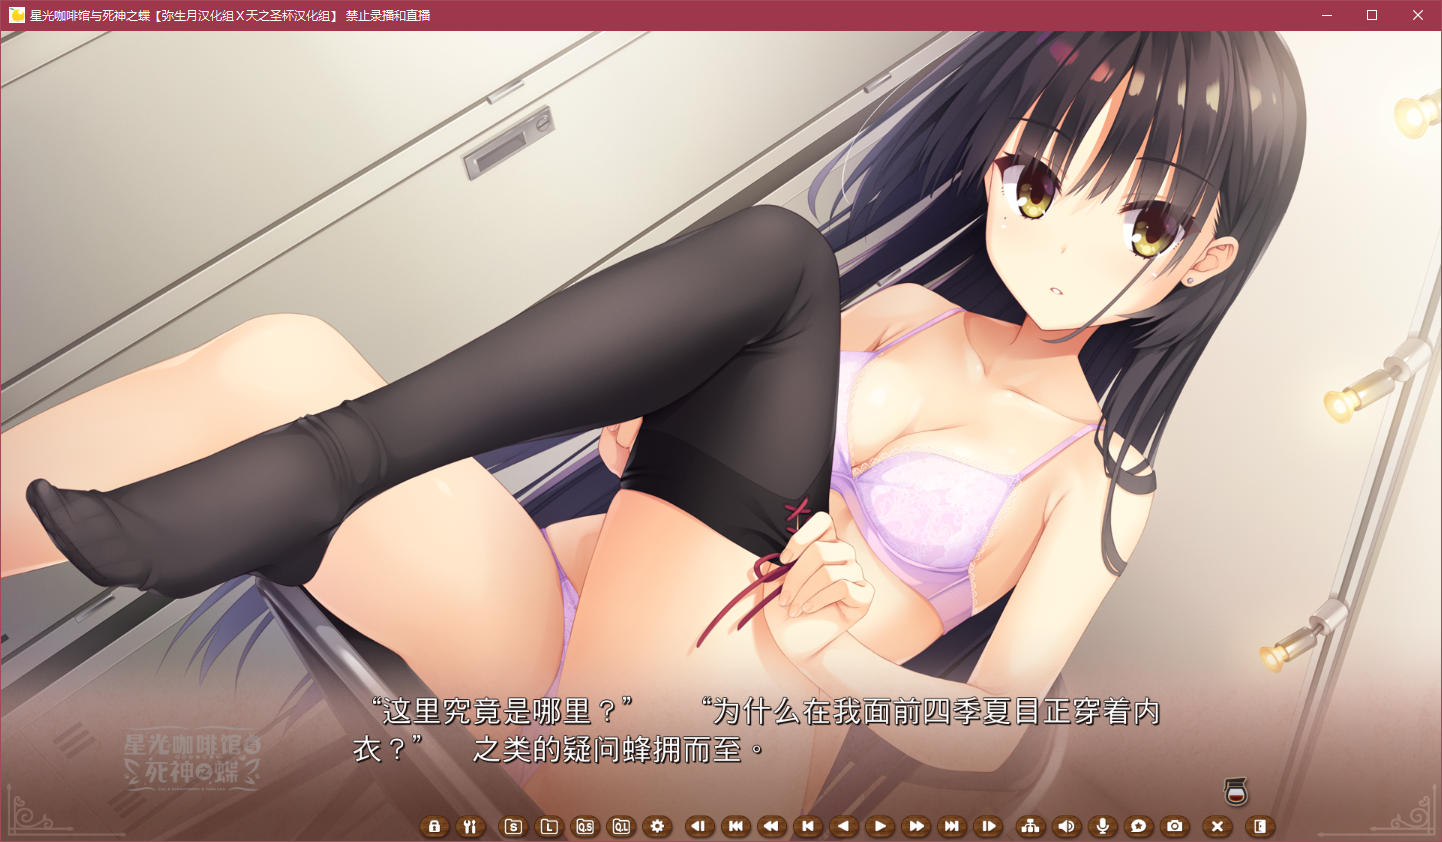 星光咖啡馆与死神之蝶【弥生月汉化组X天之圣杯汉化组】 禁止录播和直播
“这里究竟是哪里？” “为什么在我面前四季夏目正穿着内
衣？” 之类的疑问蜂拥而至。
星光咖啡馆与
死神之蝶
S L Q.S Q.L